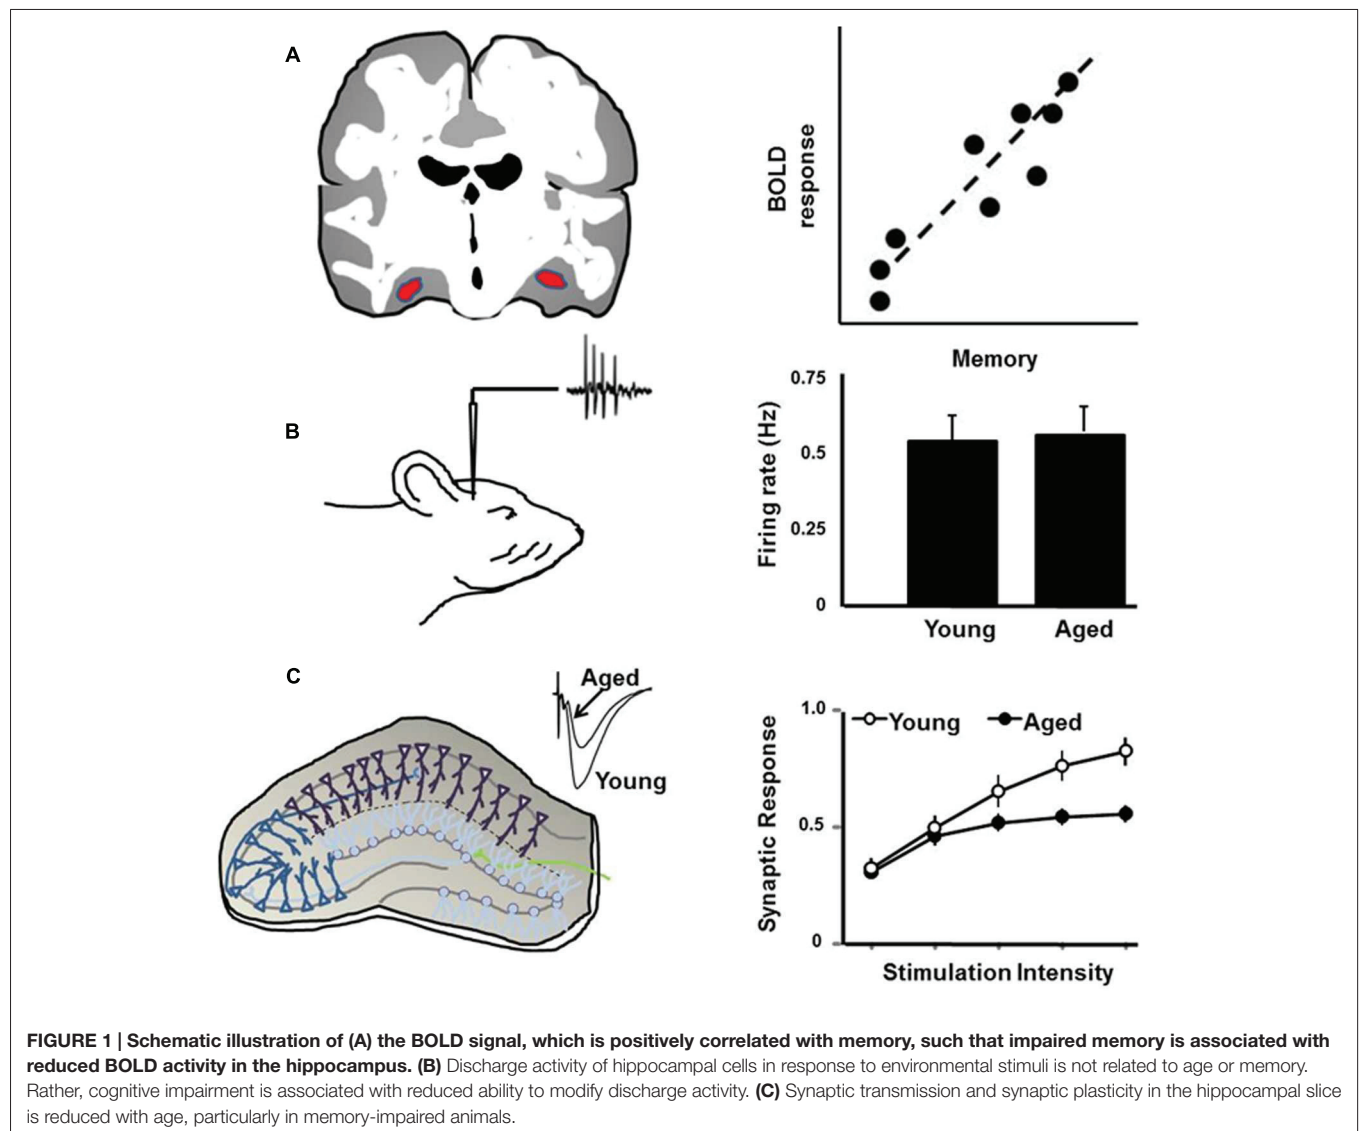 A
BOLD
response
Memory
B
0.75
0.5
0.25
0
Firing rate (Hz)
Young
Aged
C
Aged
Young
1.0
0.5
0
Synaptic Response
Young
Aged
Stimulation Intensity
FIGURE 1 | Schematic illustration of (A) the BOLD signal, which is positively correlated with memory, such that impaired memory is associated with
reduced BOLD activity in the hippocampus. (B) Discharge activity of hippocampal cells in response to environmental stimuli is not related to age or memory.
Rather, cognitive impairment is associated with reduced ability to modify discharge activity. (C) Synaptic transmission and synaptic plasticity in the hippocampal slice
is reduced with age, particularly in memory-impaired animals.